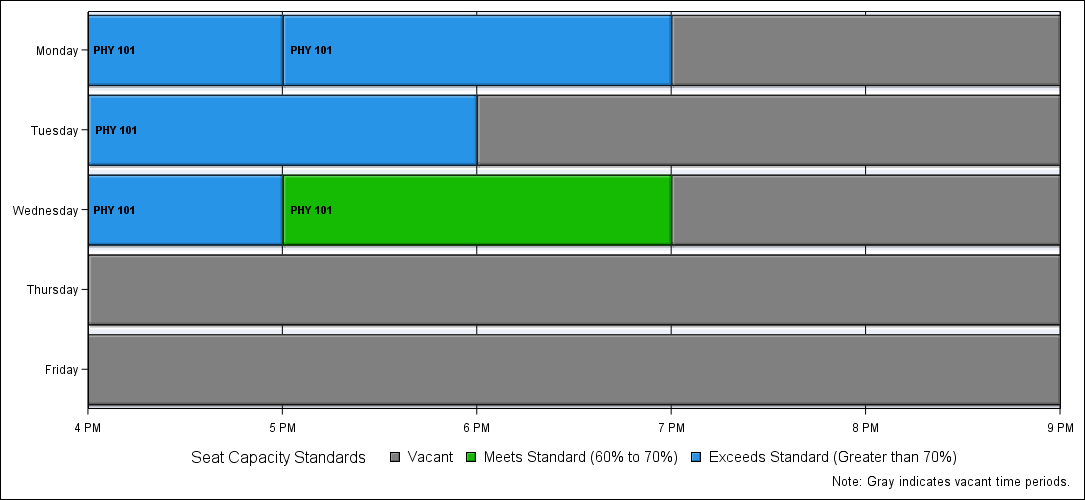 Monday PHY 101 PHY 101
Tuesday PHY 101
Wednesday PHY 101 PHY 101
Thursday
Friday
4 PM 5 PM 6 PM 7 PM 8 PM 9 PM
Seat Capacity Standards Vacant Meets Standard (60% to 70%) Exceeds Standard (Greater than 70%)
Note: Gray indicates vacant time periods.